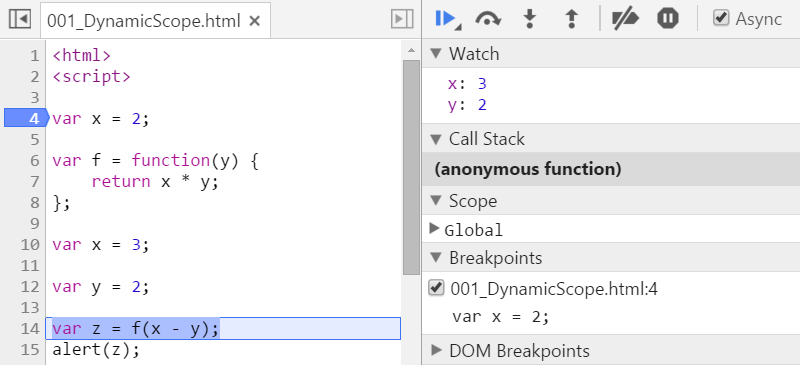 001_DynamicScope.html ×
1 <html>
2 <script>
3
4 var x = 2;
5
6 var f = function(y) {
7     return x * y;
8 };
9
10 var x = 3;
11
12 var y = 2;
13
14 var z = f(x - y);
15 alert(z);
Async
Watch
x: 3
y: 2
Call Stack
(anonymous function)
Scope
Global
Breakpoints
001_DynamicScope.html:4
var x = 2;
DOM Breakpoints